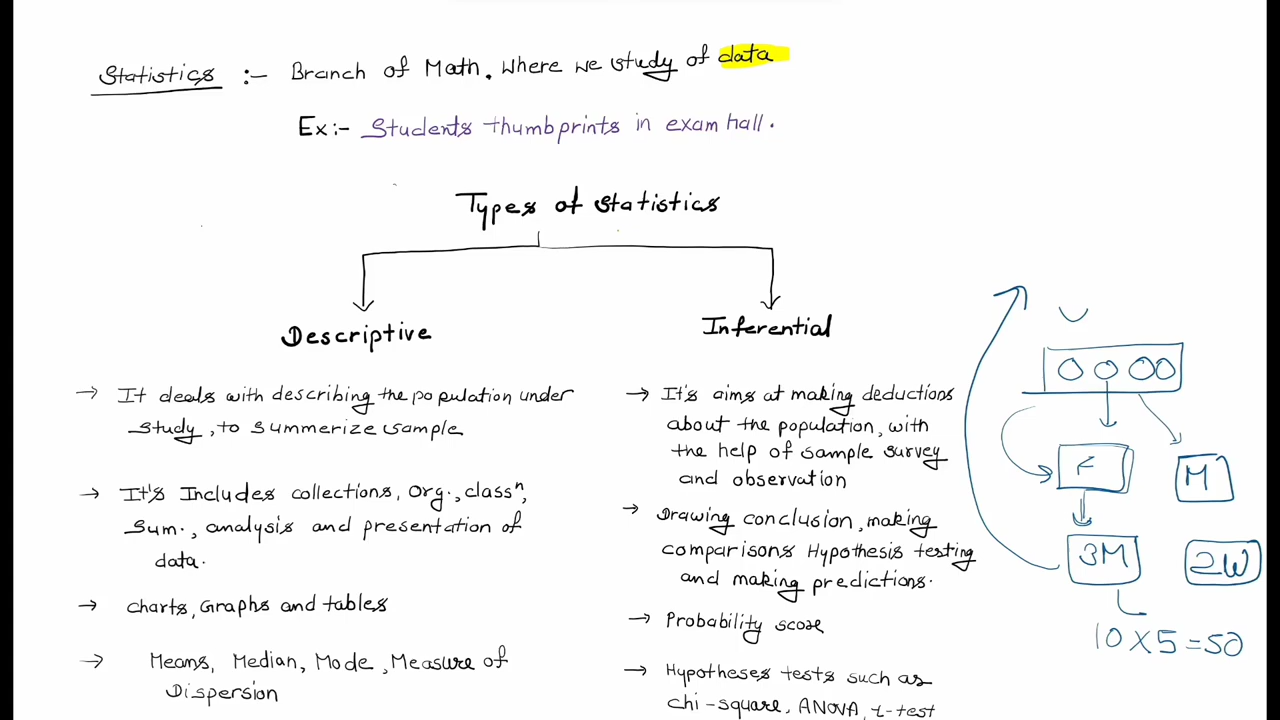 Statistics :- Branch of Math. Where we study of data
Ex:- Students thumbprints in exam hall.
Types of statistics
Descriptive
→ It deals with describing the population under
study, to summerize sample
→ It's Includes collections, Org., classⁿ,
Sum., analysis and presentation of
data.
→ charts, Graphs and tables
→ Means, Median, Mode, Measure of
Dispersion
Inferential
→ It's aims at making deductions
about the population, with
the help of sample survey
and observation
→ Drawing conclusion, making
comparisons Hypothesis testing
and making predictions.
→ Probability score
→ Hypotheses tests such as
chi-square, ANOVA, t-test
F
M
3M
2W
10 X 5 = 50